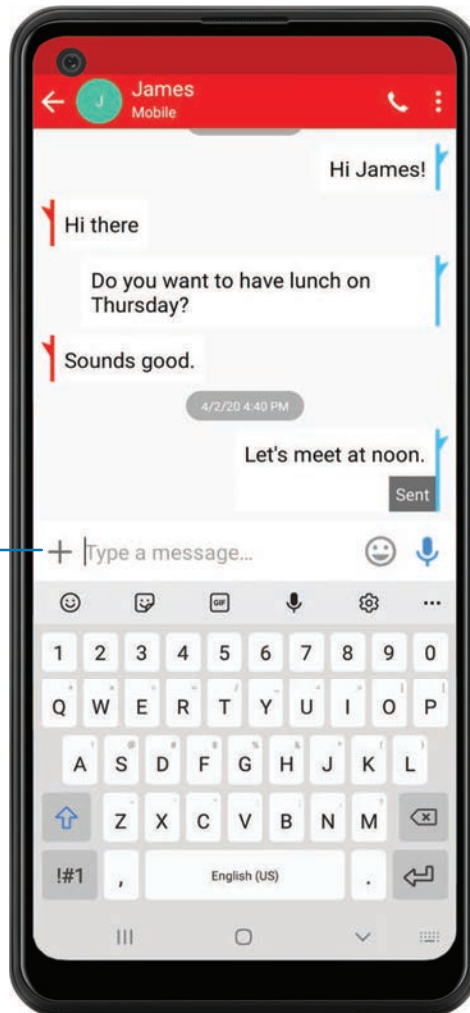 J
James
Mobile
Hi James!
Hi there
Do you want to have lunch on
Thursday?
Sounds good.
4/2/20 4:40 PM
Let's meet at noon.
Sent
Type a message...
GIF
1 2 3 4 5 6 7 8 9 0
Q W E R T Y U I O P
A S D F G H J K L
Z X C V B N M
!#1 , English (US) .